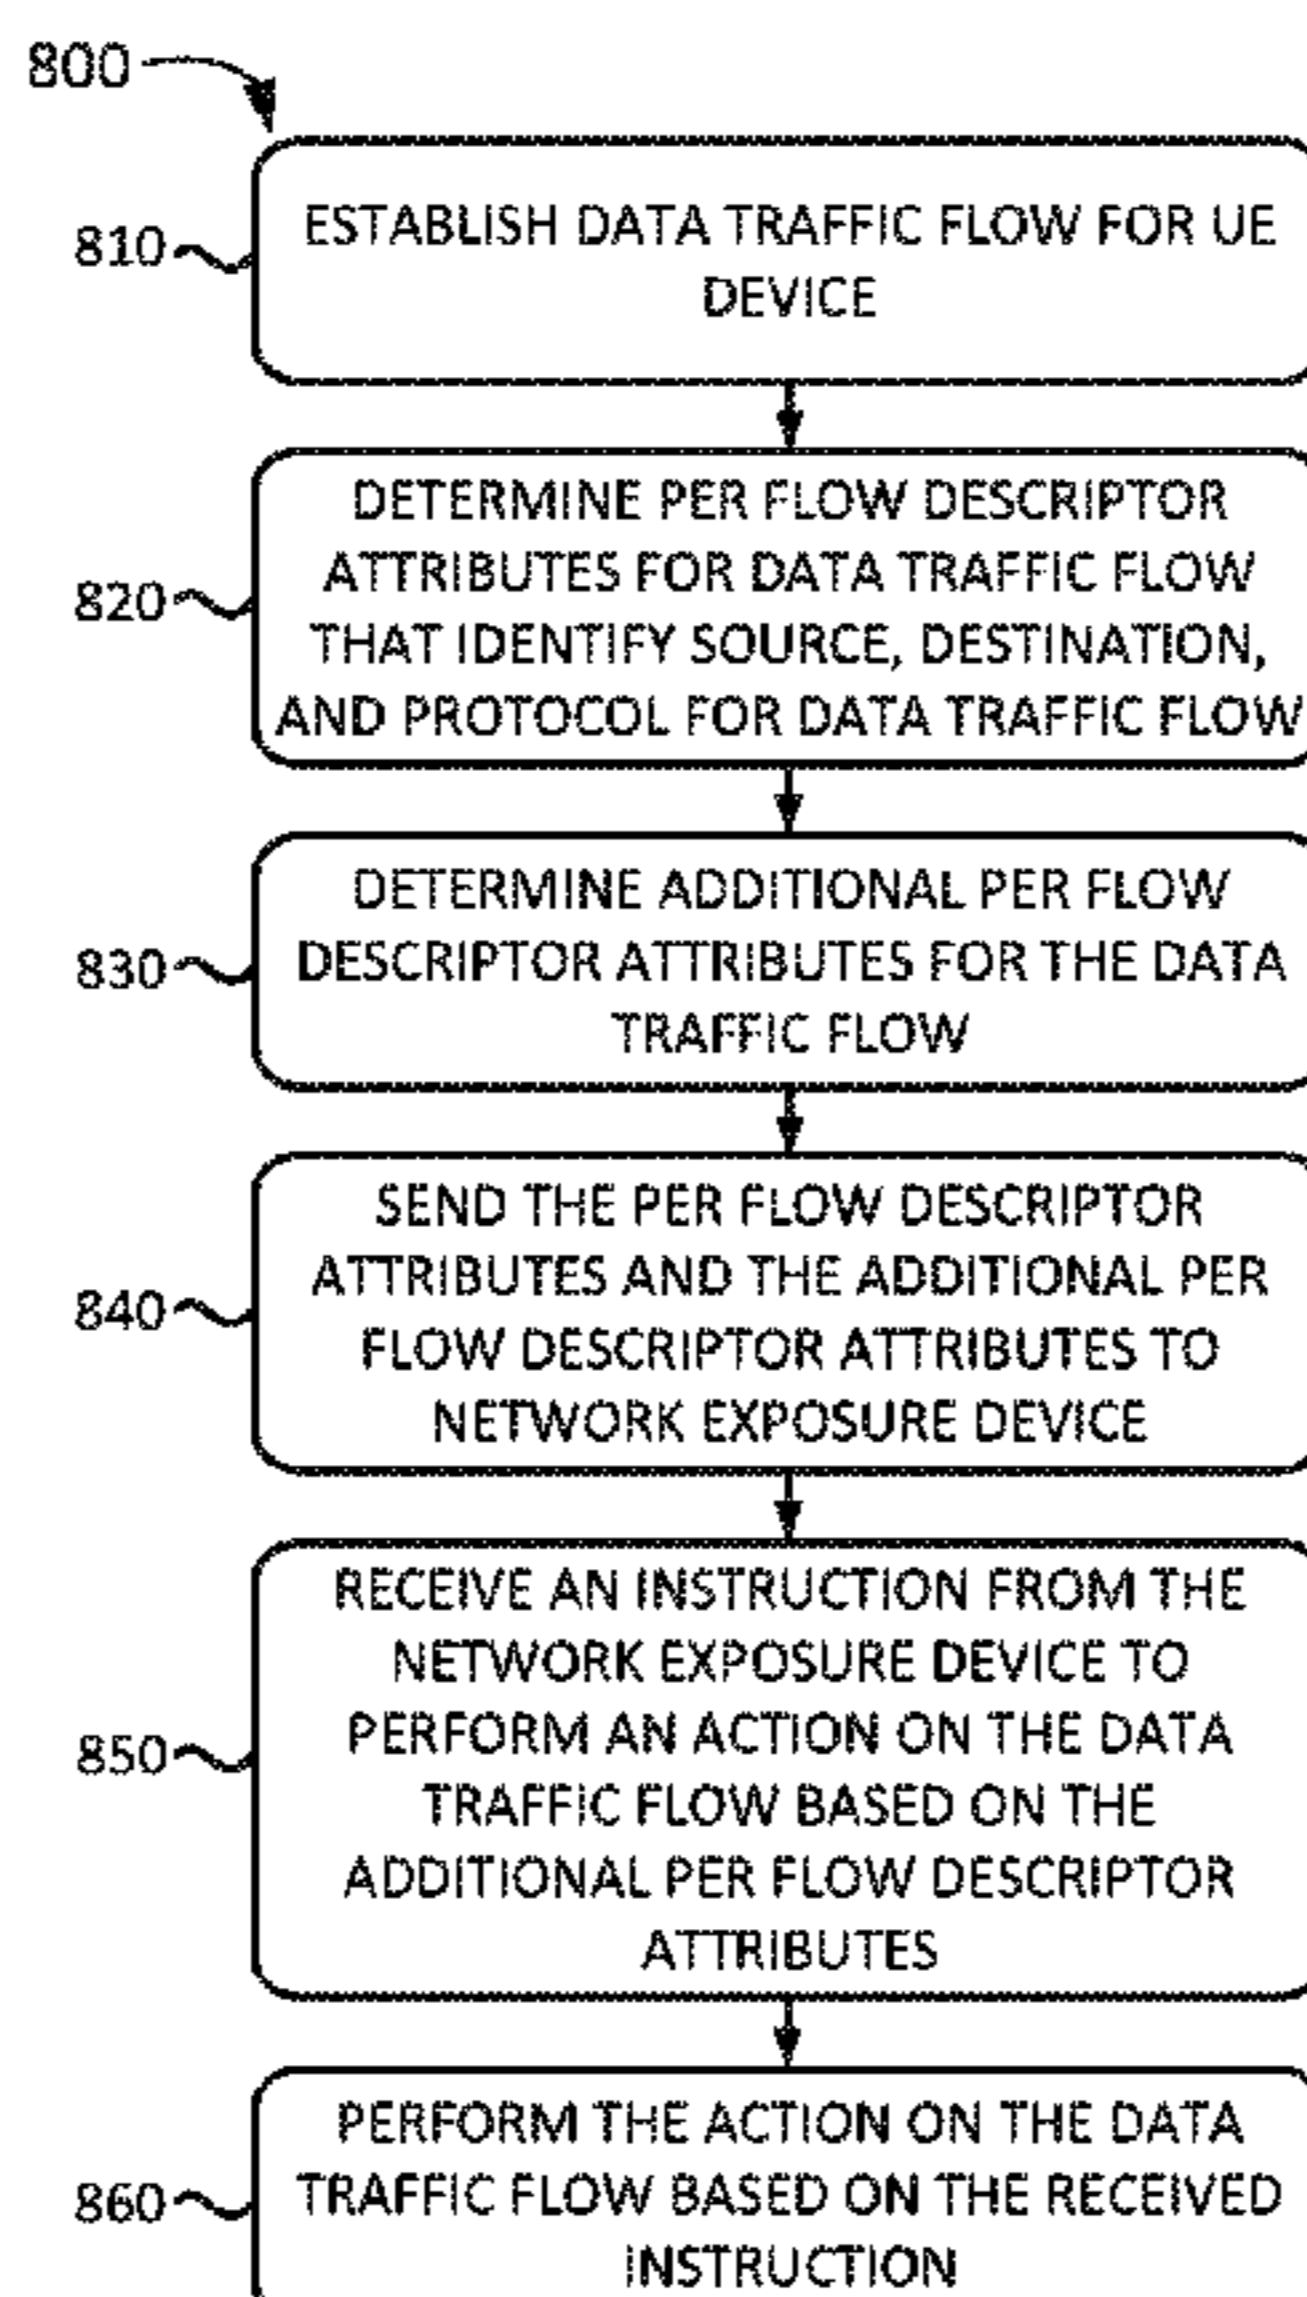 800
810
ESTABLISH DATA TRAFFIC FLOW FOR UE
DEVICE
820
DETERMINE PER FLOW DESCRIPTOR
ATTRIBUTES FOR DATA TRAFFIC FLOW
THAT IDENTIFY SOURCE, DESTINATION,
AND PROTOCOL FOR DATA TRAFFIC FLOW
830
DETERMINE ADDITIONAL PER FLOW
DESCRIPTOR ATTRIBUTES FOR THE DATA
TRAFFIC FLOW
840
SEND THE PER FLOW DESCRIPTOR
ATTRIBUTES AND THE ADDITIONAL PER
FLOW DESCRIPTOR ATTRIBUTES TO
NETWORK EXPOSURE DEVICE
850
RECEIVE AN INSTRUCTION FROM THE
NETWORK EXPOSURE DEVICE TO
PERFORM AN ACTION ON THE DATA
TRAFFIC FLOW BASED ON THE
ADDITIONAL PER FLOW DESCRIPTOR
ATTRIBUTES
860
PERFORM THE ACTION ON THE DATA
TRAFFIC FLOW BASED ON THE RECEIVED
INSTRUCTION